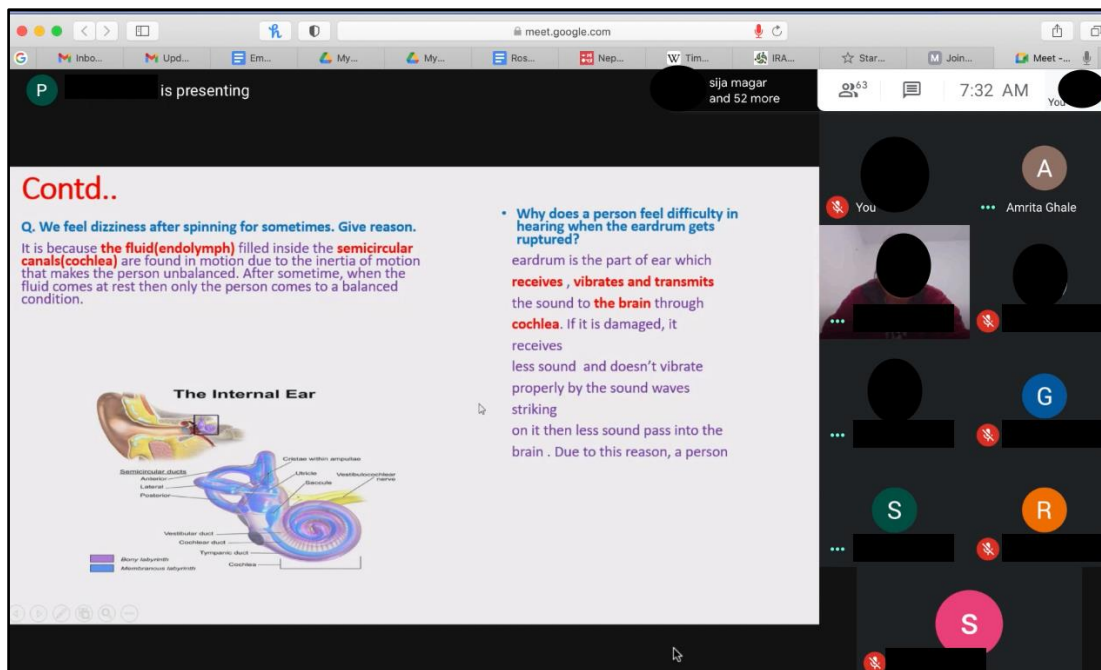 meet.google.com
Inbo...
Upd...
Em...
My...
My...
Ros...
Nep...
W Tim...
IRA...
Star...
M Join...
Meet -...
P
is presenting
sija magar
and 52 more
63
7:32 AM
You
Contd..
Q. We feel dizziness after spinning for sometimes. Give reason.
It is because the fluid(endolymph) filled inside the semicircular
canals(cochlea) are found in motion due to the inertia of motion
that makes the person unbalanced. After sometime, when the
fluid comes at rest then only the person comes to a balanced
condition.
The Internal Ear
Cristae within ampullae
Semicircular ducts
Anterior
Lateral
Posterior
Utricle
Saccule
Vestibulocochlear
nerve
Vestibular duct
Cochlear duct
Tympanic duct
Cochlea
Bony labyrinth
Membranous labyrinth
• Why does a person feel difficulty in
hearing when the eardrum gets
ruptured?
eardrum is the part of ear which
receives , vibrates and transmits
the sound to the brain through
cochlea. If it is damaged, it
receives
less sound and doesn't vibrate
properly by the sound waves
striking
on it then less sound pass into the
brain . Due to this reason, a person
You
A
Amrita Ghale
G
S
R
S